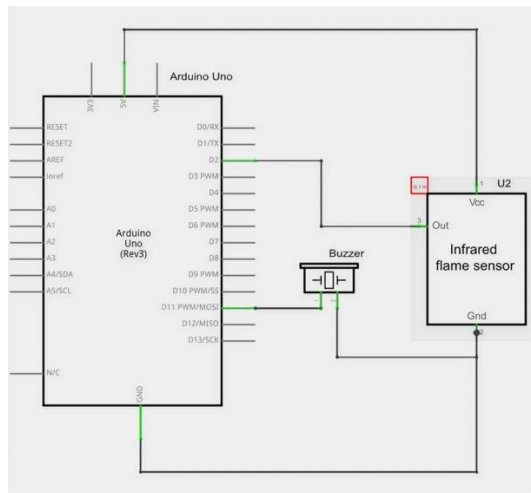 Arduino Uno
3V3
5V
VIN
RESET
RESET2
AREF
ioref
A0
A1
A2
A3
A4/SDA
A5/SCL
N/C
Arduino
Uno
(Rev3)
D0/RX
D1/TX
D2
D3 PWM
D4
D5 PWM
D6 PWM
D7
D8
D9 PWM
D10 PWM/SS
D11 PWM/MOSI
D12/MISO
D13/SCK
GND
Buzzer
1
2
U2
1
Vcc
3
Out
Infrared
flame sensor
Gnd
2